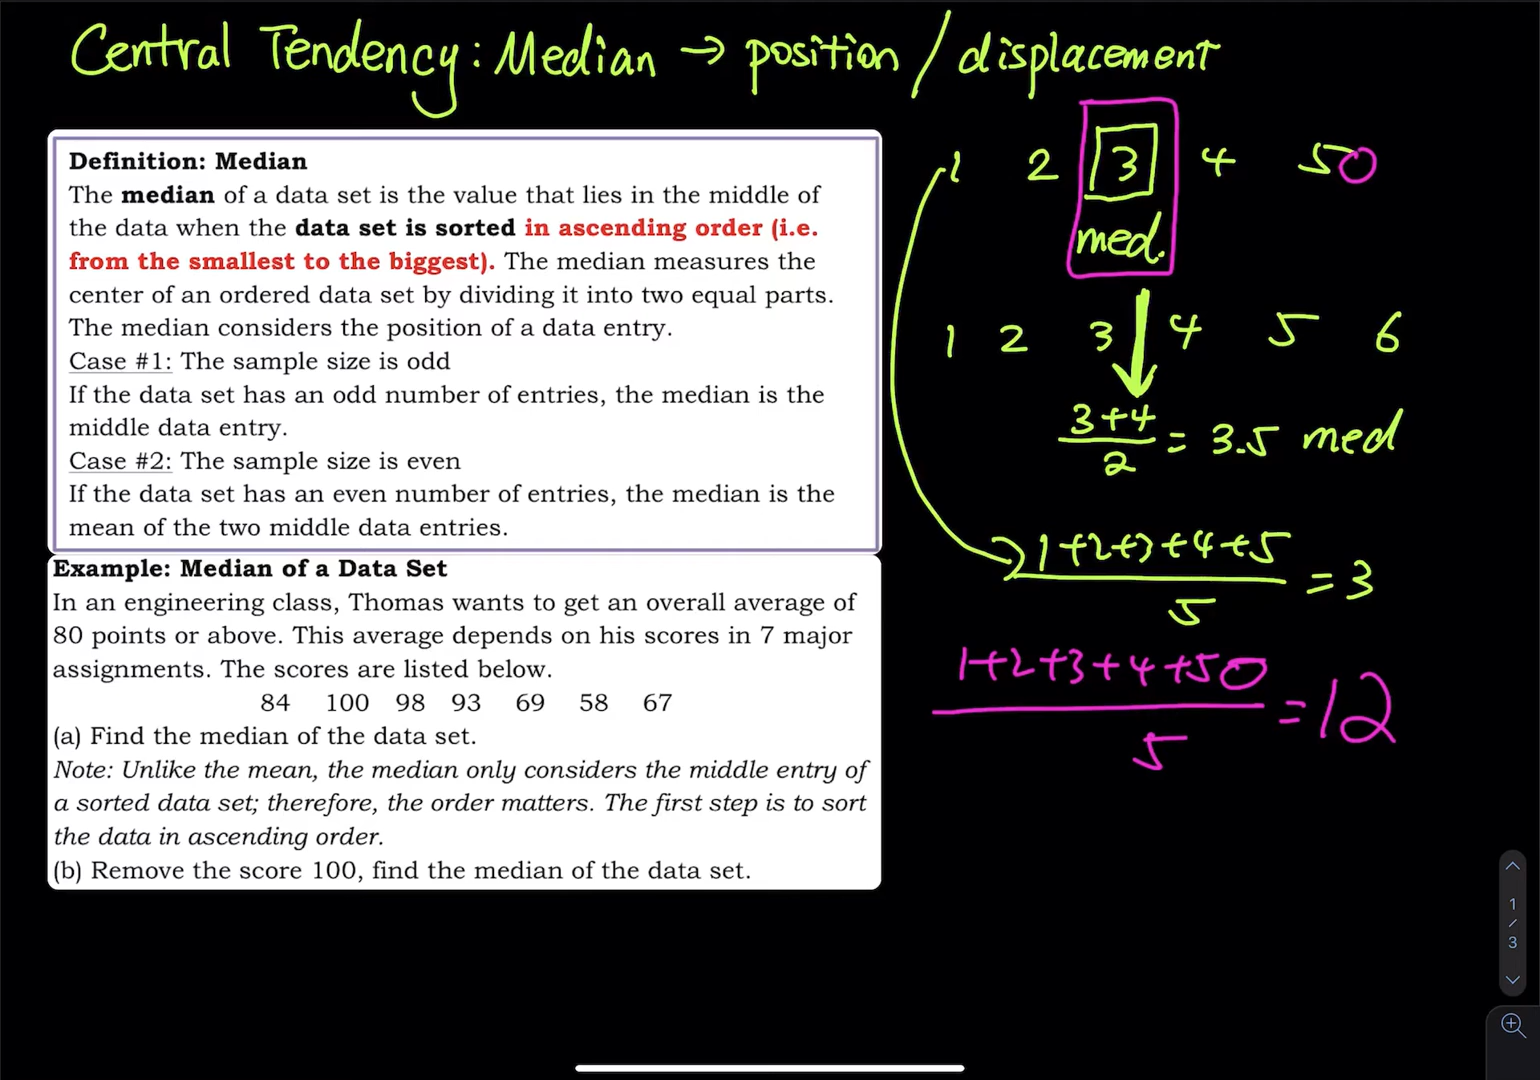 Central Tendency: Median → position / displacement
Definition: Median
The median of a data set is the value that lies in the middle of
the data when the data set is sorted in ascending order (i.e.
from the smallest to the biggest). The median measures the
center of an ordered data set by dividing it into two equal parts.
The median considers the position of a data entry.
Case #1: The sample size is odd
If the data set has an odd number of entries, the median is the
middle data entry.
Case #2: The sample size is even
If the data set has an even number of entries, the median is the
mean of the two middle data entries.
Example: Median of a Data Set
In an engineering class, Thomas wants to get an overall average of
80 points or above. This average depends on his scores in 7 major
assignments. The scores are listed below.
84 100 98 93 69 58 67
(a) Find the median of the data set.
Note: Unlike the mean, the median only considers the middle entry of
a sorted data set; therefore, the order matters. The first step is to sort
the data in ascending order.
(b) Remove the score 100, find the median of the data set.
1 2 3 4 50
med.
1 2 3 4 5 6
3+4
2
= 3.5 med
1+2+3+4+5
5
= 3
1+2+3+4+50
5
= 12
1
/
3